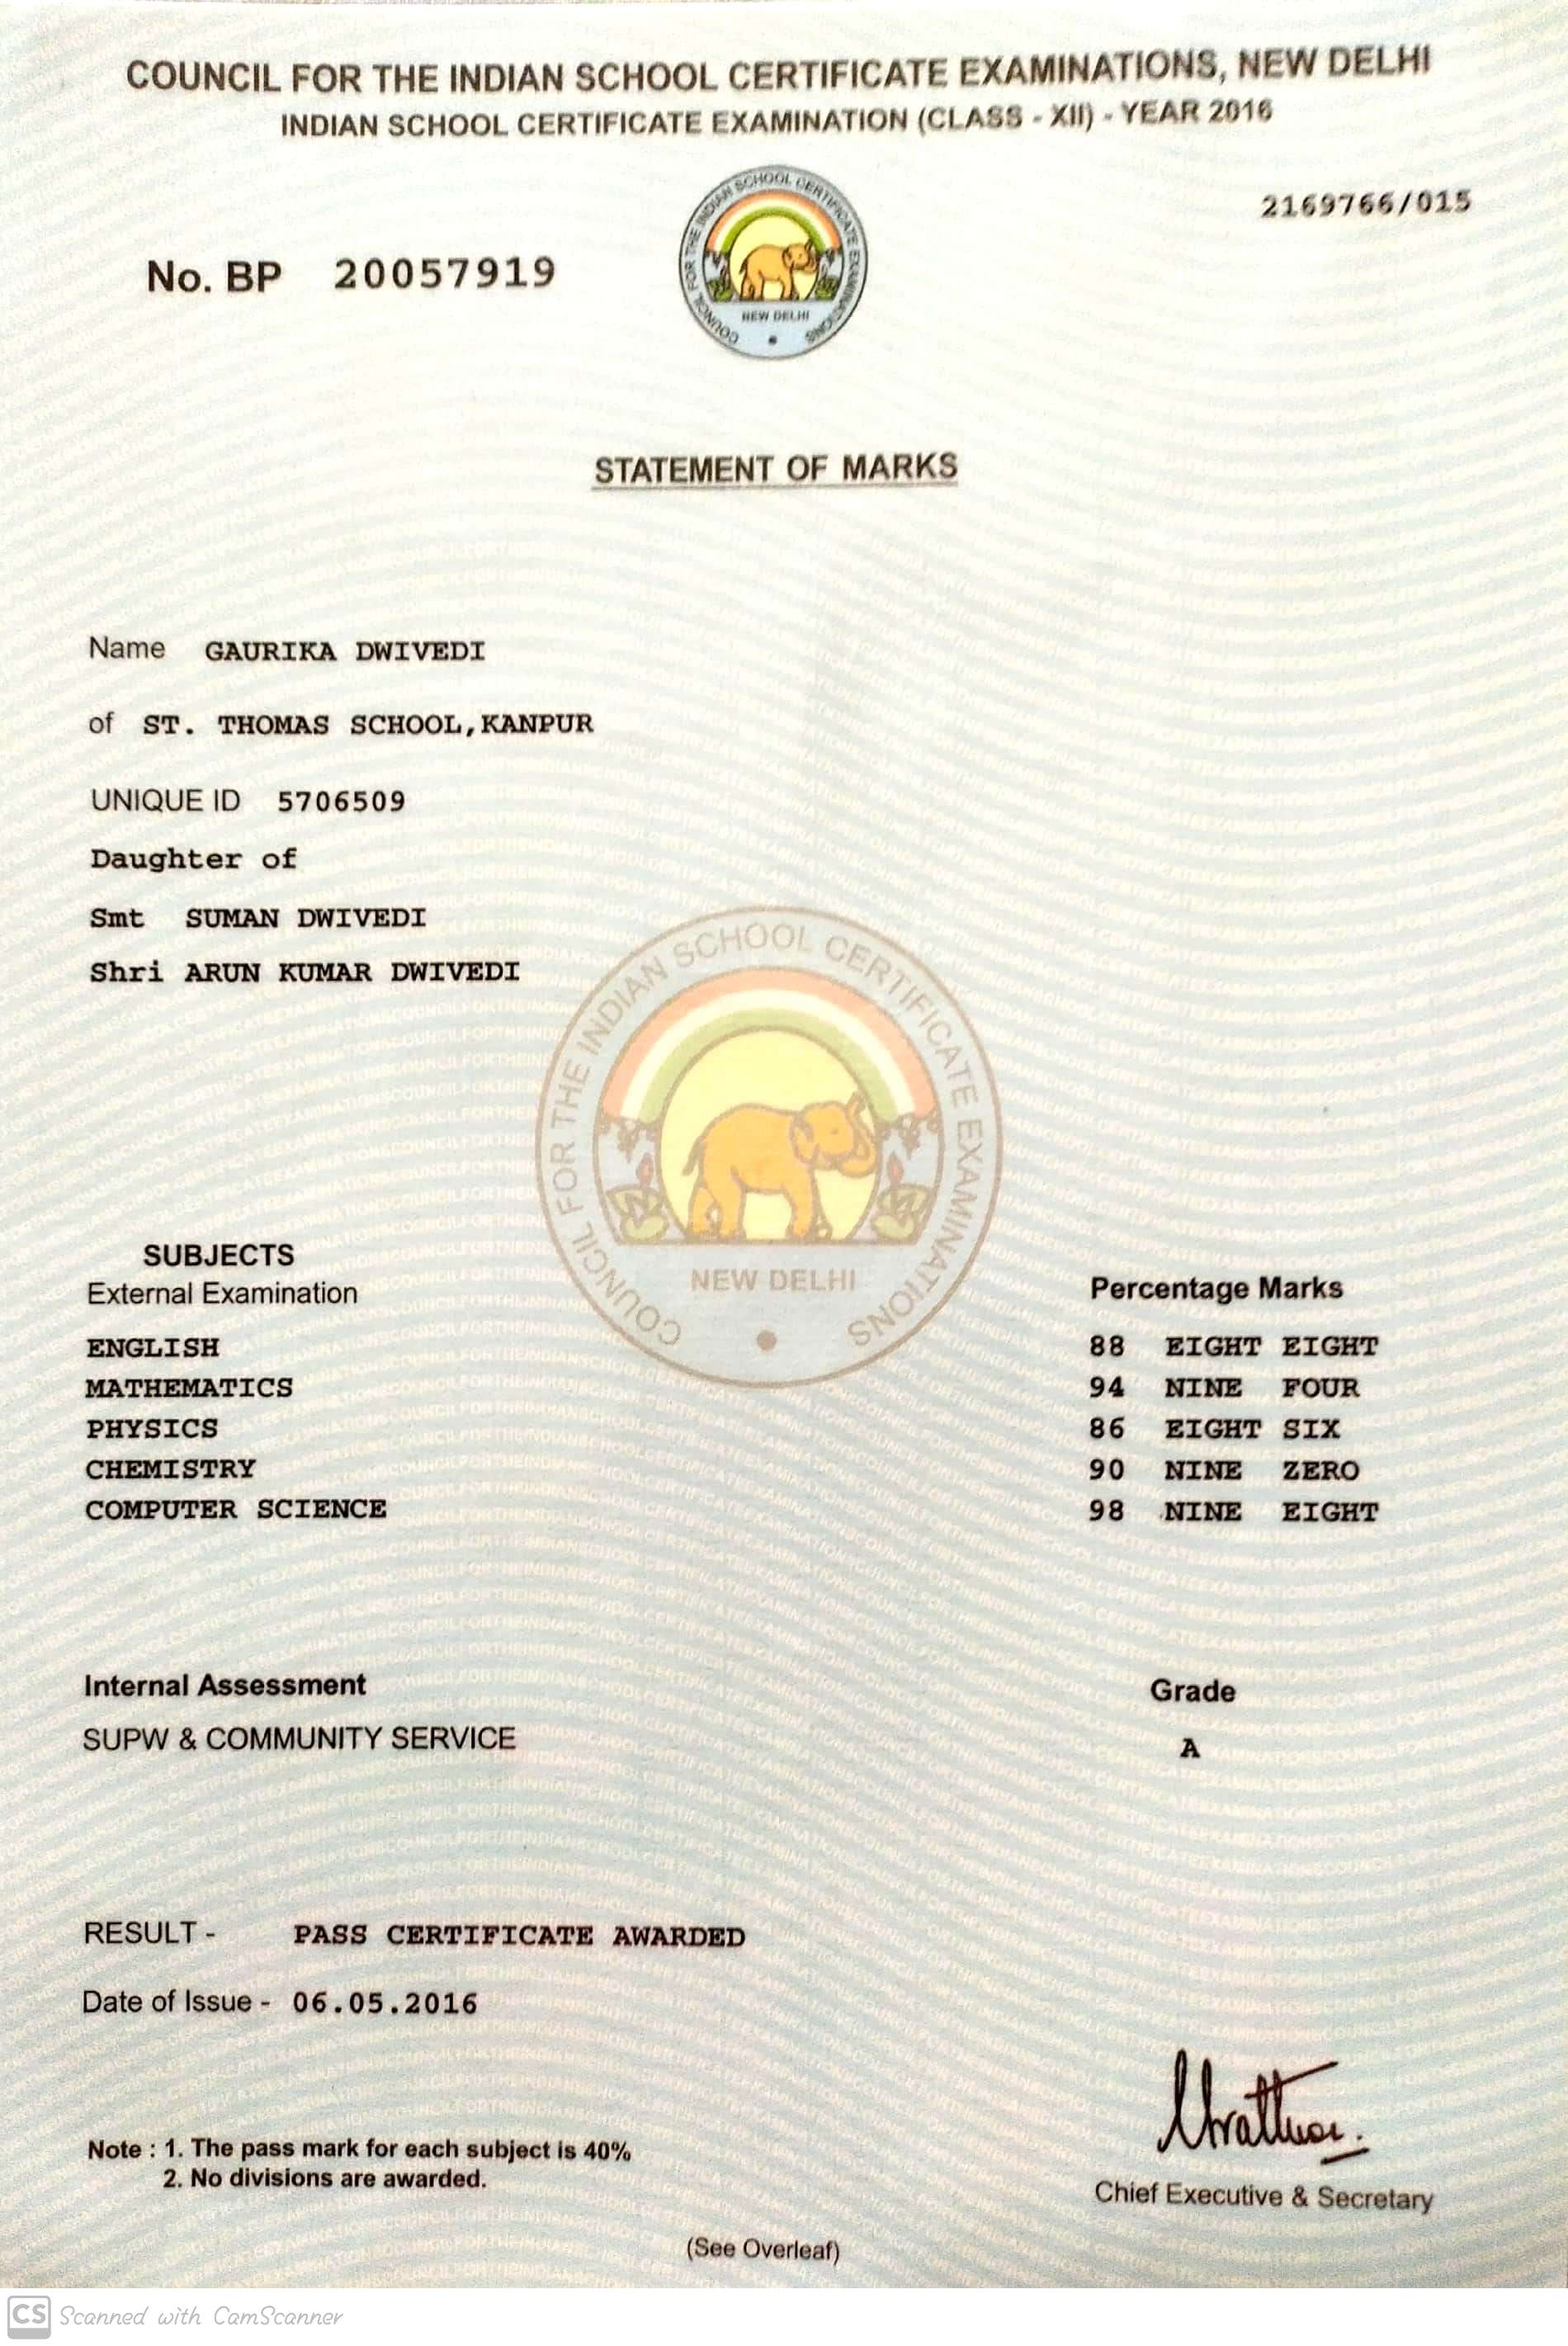 COUNCIL FOR THE INDIAN SCHOOL CERTIFICATE EXAMINATIONS, NEW DELHI
INDIAN SCHOOL CERTIFICATE EXAMINATION (CLASS - XII) - YEAR 2016
2169766/015
No. BP 20057919
COUNCIL FOR THE INDIAN SCHOOL CERTIFICATE EXAMINATIONS
NEW DELHI
STATEMENT OF MARKS
Name GAURIKA DWIVEDI
of ST. THOMAS SCHOOL,KANPUR
UNIQUE ID 5706509
Daughter of
Smt SUMAN DWIVEDI
Shri ARUN KUMAR DWIVEDI
COUNCIL FOR THE INDIAN SCHOOL CERTIFICATE EXAMINATIONS
NEW DELHI
SUBJECTS
External Examination Percentage Marks
ENGLISH 88 EIGHT EIGHT
MATHEMATICS 94 NINE FOUR
PHYSICS 86 EIGHT SIX
CHEMISTRY 90 NINE ZERO
COMPUTER SCIENCE 98 NINE EIGHT
Internal Assessment Grade
SUPW & COMMUNITY SERVICE A
RESULT - PASS CERTIFICATE AWARDED
Date of Issue - 06.05.2016
Note : 1. The pass mark for each subject is 40%
2. No divisions are awarded.
Chief Executive & Secretary
(See Overleaf)
CS Scanned with CamScanner